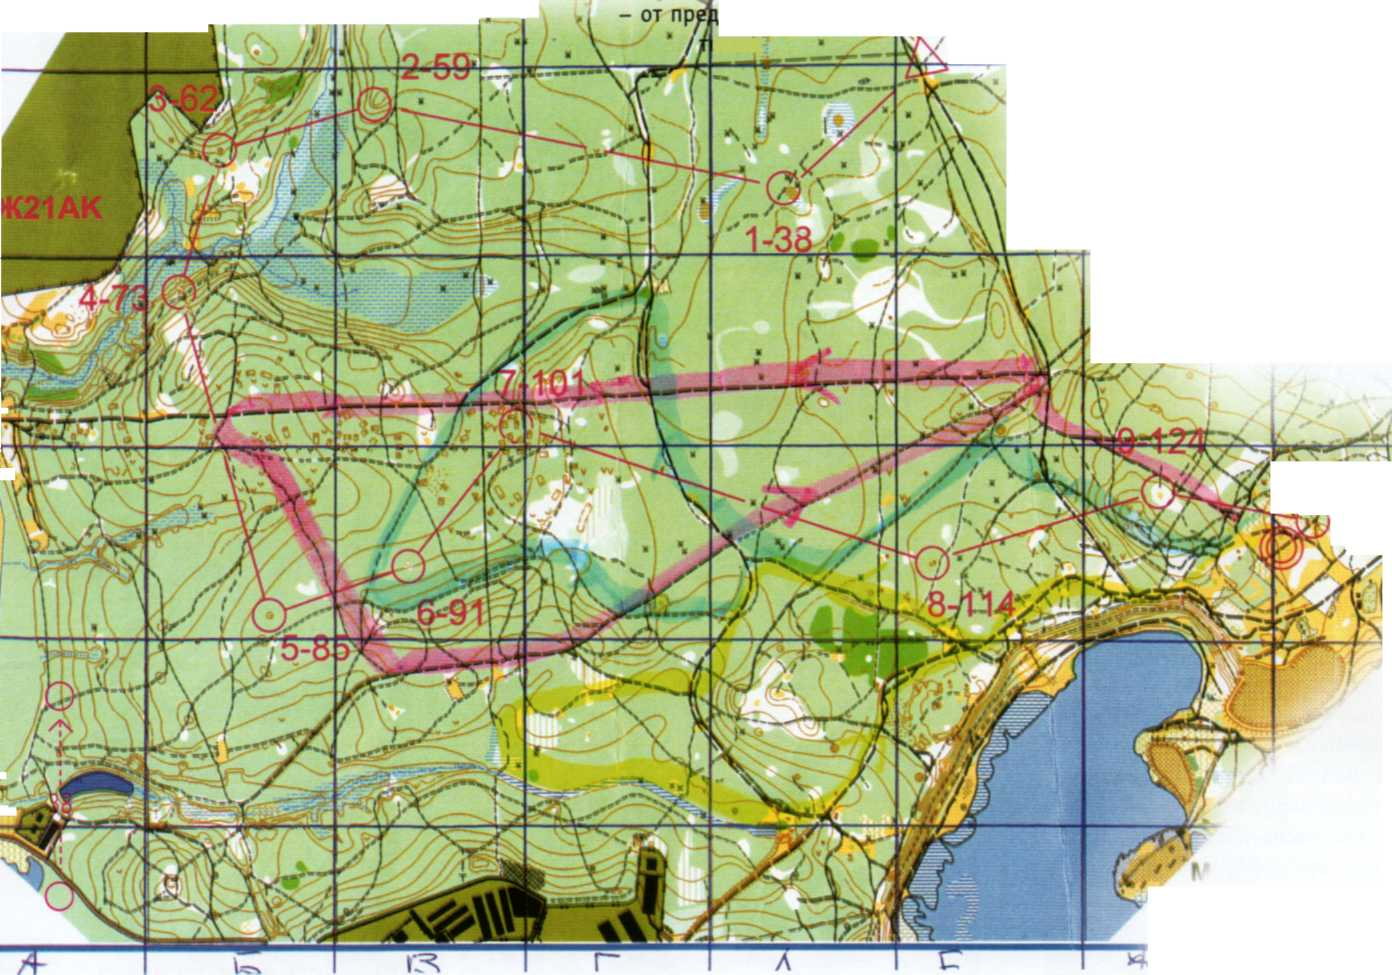 – от пред
2-59
3-62
Ж21АК
1-38
4-73
7-101
9-124
6-91
8-114
5-85
М
А Б В Г Д Е Ж